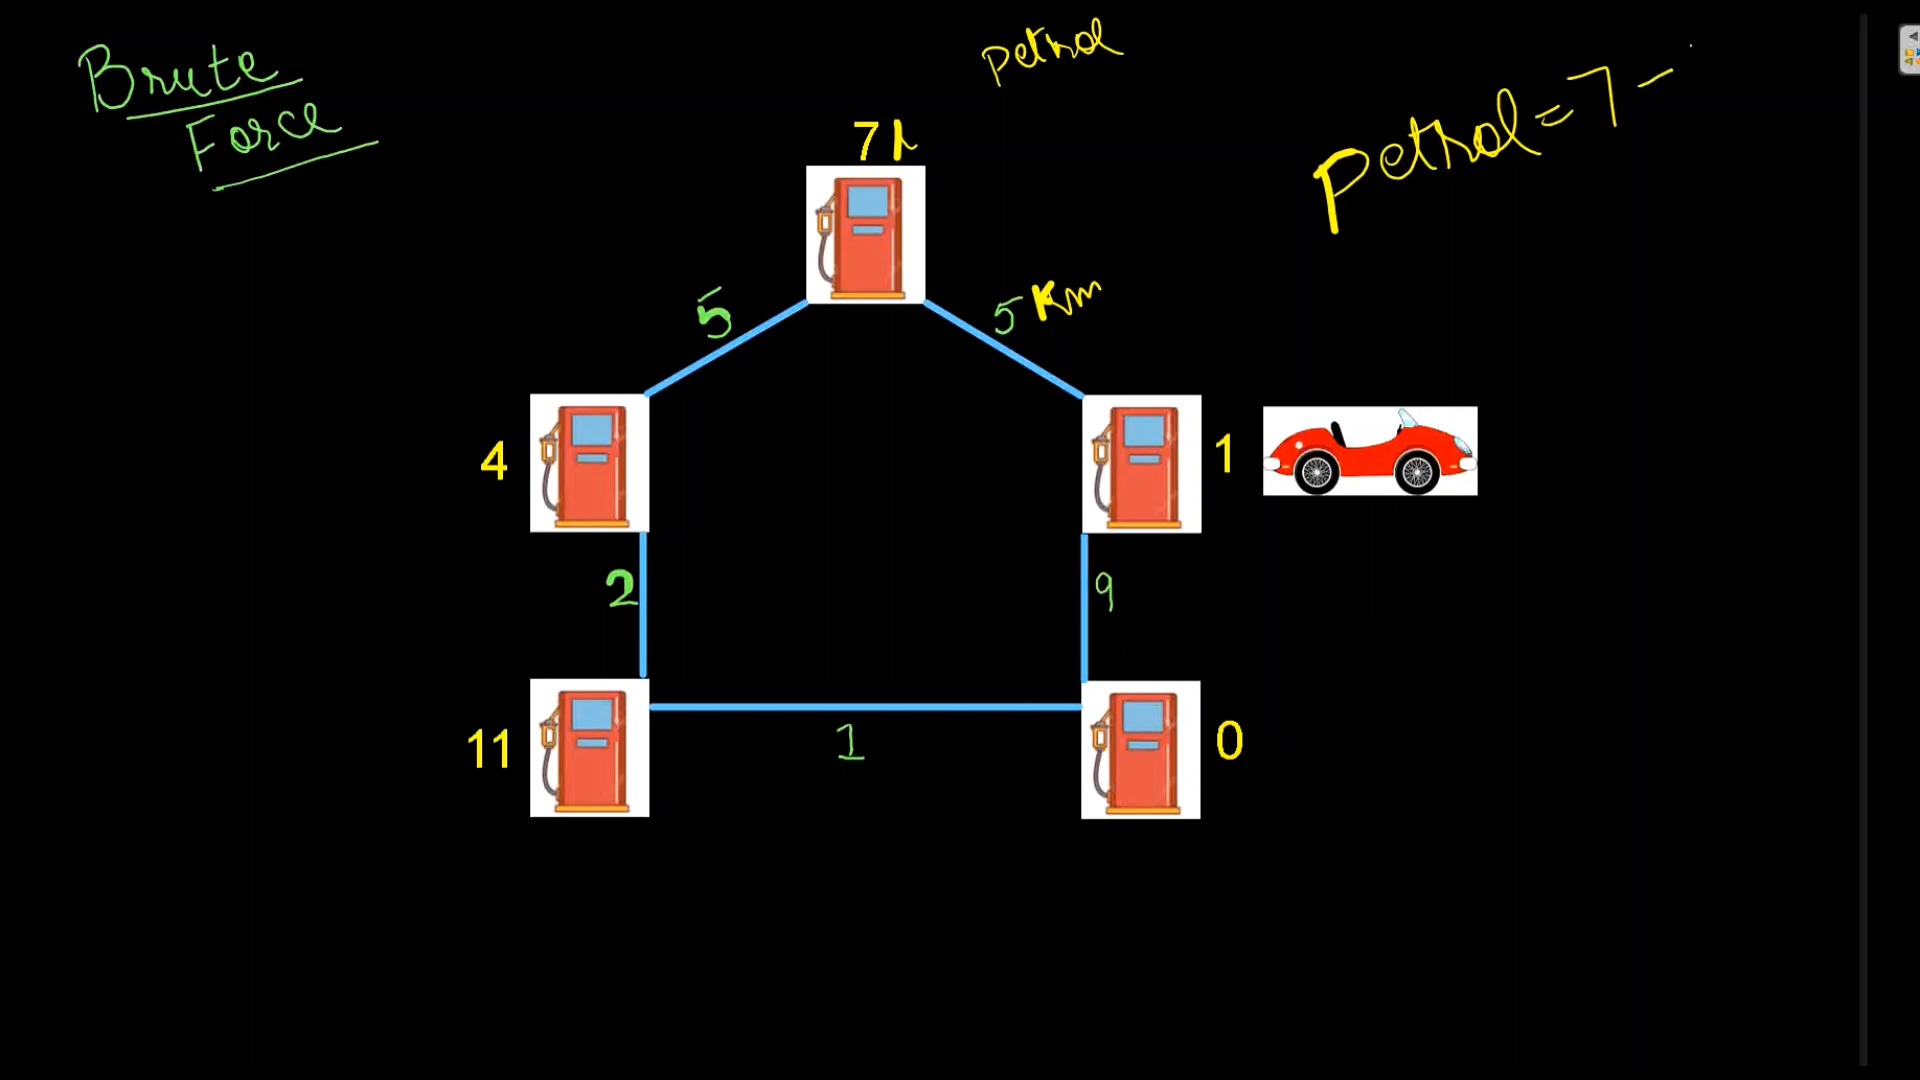 Brute
Force
Petrol
Petrol = 7 -
7 l
5
5 Km
4
1
2
9
11
1
0